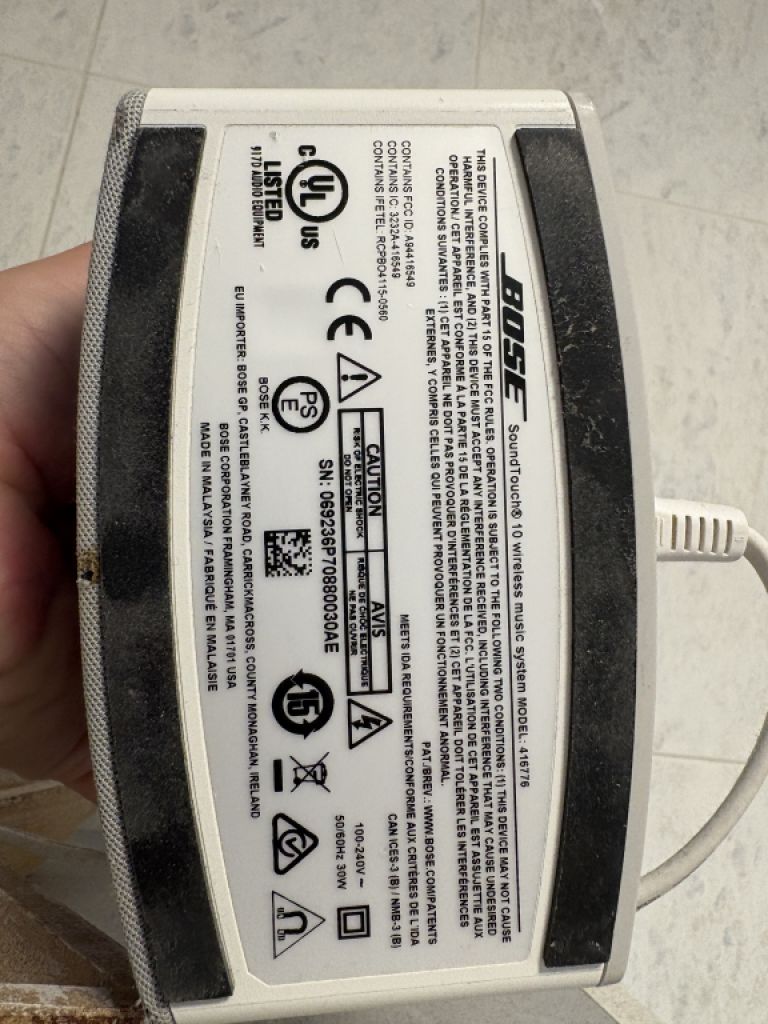 BOSE SoundTouch® 10 wireless music system MODEL: 416776
THIS DEVICE COMPLIES WITH PART 15 OF THE FCC RULES. OPERATION IS SUBJECT TO THE FOLLOWING TWO CONDITIONS: (1) THIS DEVICE MAY NOT CAUSE
HARMFUL INTERFERENCE, AND (2) THIS DEVICE MUST ACCEPT ANY INTERFERENCE RECEIVED, INCLUDING INTERFERENCE THAT MAY CAUSE UNDESIRED
OPERATION./ CET APPAREIL EST CONFORME À LA PARTIE 15 DE LA RÉGLEMENTATION DE LA FCC. L'UTILISATION DE CET APPAREIL EST ASSUJETTIE AUX
CONDITIONS SUIVANTES : (1) CET APPAREIL NE DOIT PAS PROVOQUER D'INTERFÉRENCES ET (2) CET APPAREIL DOIT TOLÉRER LES INTERFÉRENCES
EXTERNES, Y COMPRIS CELLES QUI PEUVENT PROVOQUER UN FONCTIONNEMENT ANORMAL.
PAT./BREV.: WWW.BOSE.COM/PATENTS
CONTAINS FCC ID: A94416549
CONTAINS IC: 3232A-416549
CONTAINS IFETEL: RCPBO4115-0560
MEETS IDA REQUIREMENTS/CONFORME AUX CRITÈRES DE L'IDA
CAN ICES-3 (B) / NMB-3 (B)
C UL US
LISTED
917D AUDIO EQUIPMENT
CE
CAUTION
RISK OF ELECTRIC SHOCK
DO NOT OPEN
AVIS
RISQUE DE CHOC ELECTRIQUE
NE PAS OUVRIR
100-240V ~
50/60Hz 30W
PS
E
BOSE K.K.
SN: 069236P70880030AE
15
EU IMPORTER: BOSE GP, CASTLEBLAYNEY ROAD, CARRICKMACROSS, COUNTY MONAGHAN, IRELAND
BOSE CORPORATION FRAMINGHAM, MA 01701 USA
MADE IN MALAYSIA / FABRIQUÉ EN MALAISIE